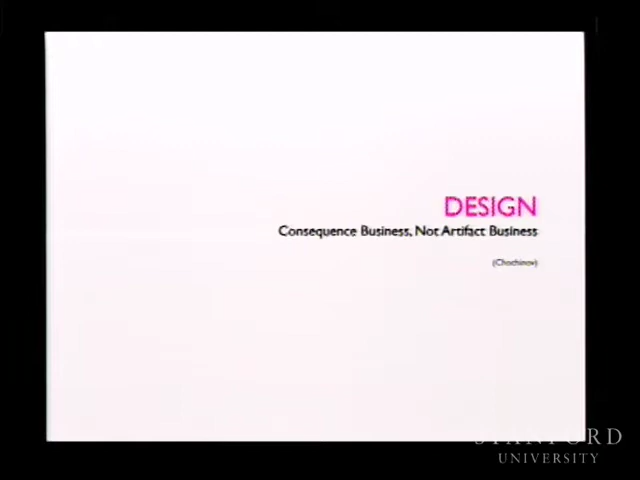 DESIGN
Consequence Business, Not Artifact Business
(Chochinov)
STANFORD
UNIVERSITY